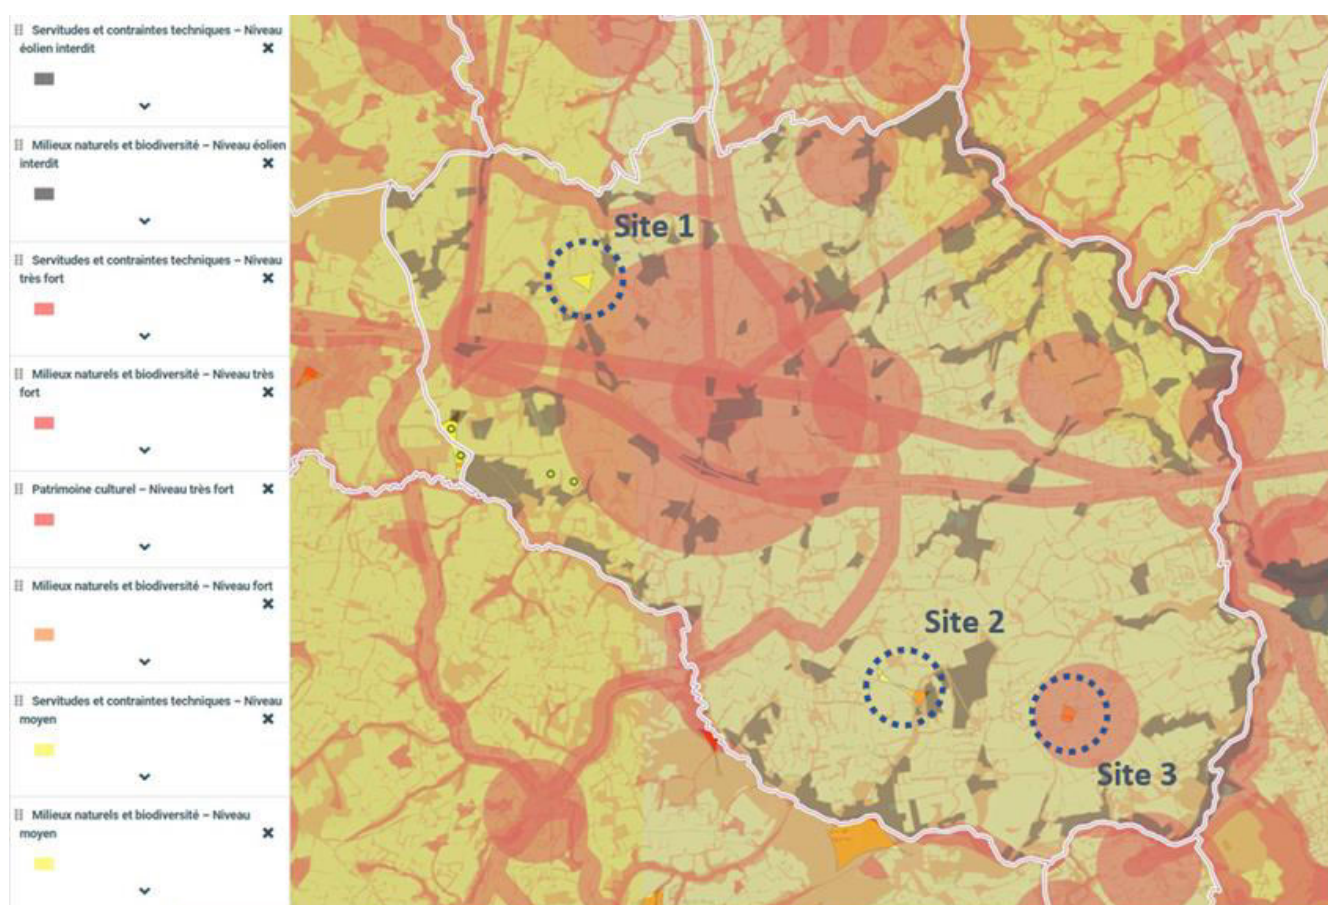 Servitudes et contraintes techniques – Niveau
éolien interdit
Milieux naturels et biodiversité – Niveau éolien
interdit
Servitudes et contraintes techniques – Niveau
très fort
Milieux naturels et biodiversité – Niveau très
fort
Patrimoine culturel – Niveau très fort
Milieux naturels et biodiversité – Niveau fort
Servitudes et contraintes techniques – Niveau
moyen
Milieux naturels et biodiversité – Niveau
moyen
Site 1
Site 2
Site 3